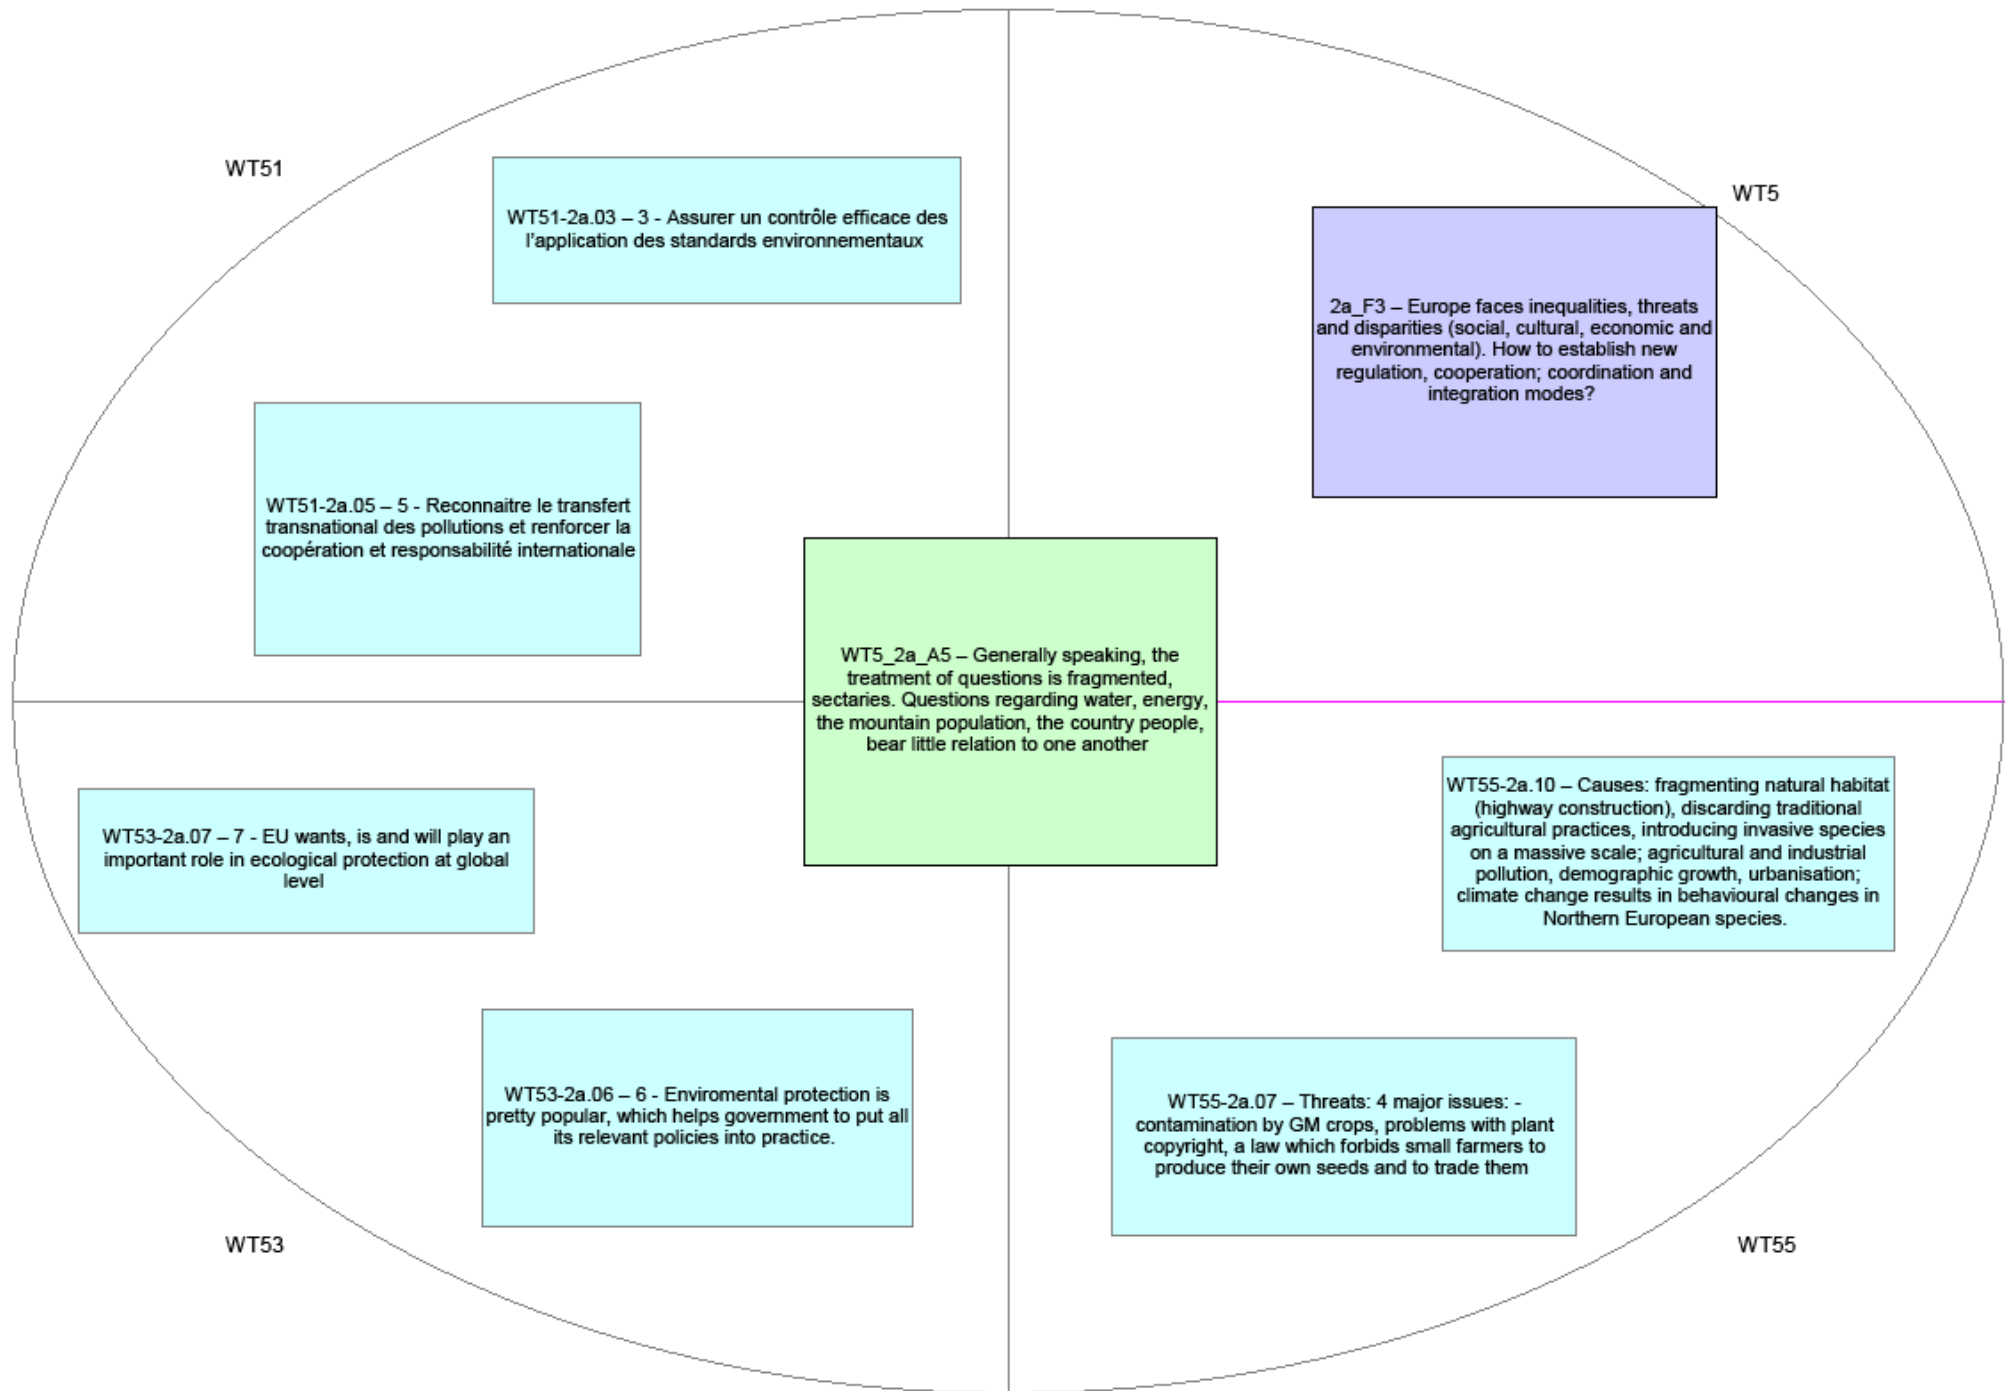 WT51
WT51-2a.03 – 3 - Assurer un contrôle efficace des
l'application des standards environnementaux
WT5
2a_F3 – Europe faces inequalities, threats
and disparities (social, cultural, economic and
environmental). How to establish new
regulation, cooperation; coordination and
integration modes?
WT51-2a.05 – 5 - Reconnaitre le transfert
transnational des pollutions et renforcer la
coopération et responsabilité internationale
WT5_2a_A5 – Generally speaking, the
treatment of questions is fragmented,
sectaries. Questions regarding water, energy,
the mountain population, the country people,
bear little relation to one another
WT53-2a.07 – 7 - EU wants, is and will play an
important role in ecological protection at global
level
WT55-2a.10 – Causes: fragmenting natural habitat
(highway construction), discarding traditional
agricultural practices, introducing invasive species
on a massive scale; agricultural and industrial
pollution, demographic growth, urbanisation;
climate change results in behavioural changes in
Northern European species.
WT53-2a.06 – 6 - Enviromental protection is
pretty popular, which helps government to put all
its relevant policies into practice.
WT55-2a.07 – Threats: 4 major issues: -
contamination by GM crops, problems with plant
copyright, a law which forbids small farmers to
produce their own seeds and to trade them
WT53
WT55